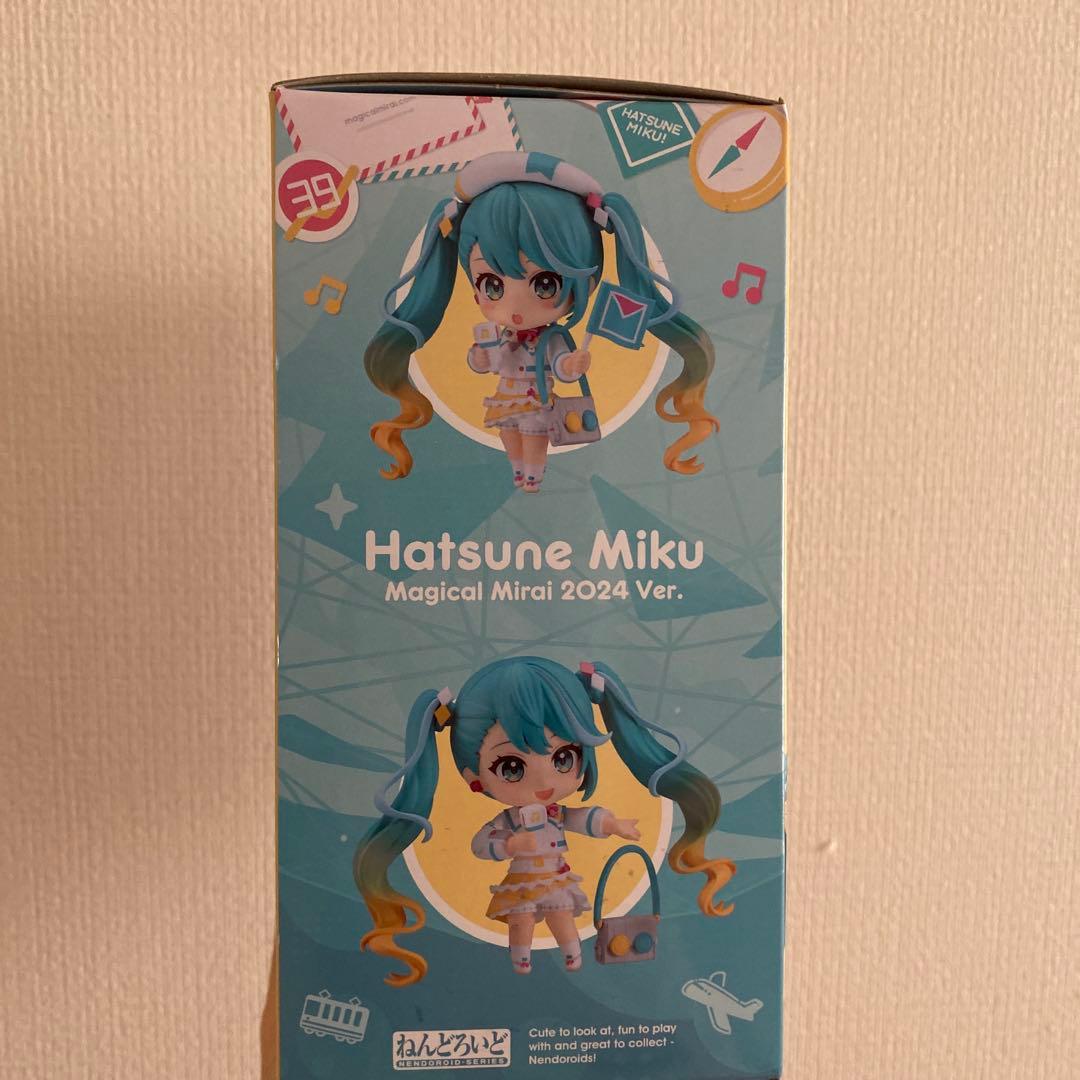 magicalmirai.com
HATSUNE
MIKU!
39
Hatsune Miku
Magical Mirai 2024 Ver.
ねんどろいど
NENDOROID·SERIES
Cute to look at, fun to play
with and great to collect -
Nendoroids!